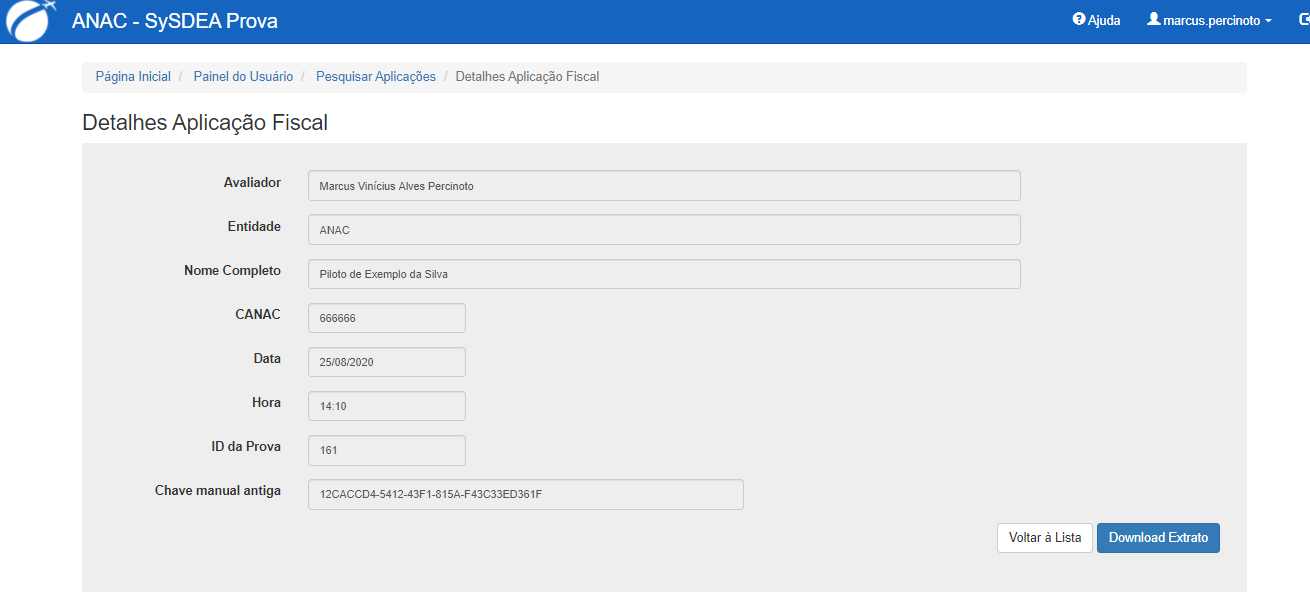 ANAC - SySDEA Prova
Ajuda
marcus.percinoto
Página Inicial / Painel do Usuário / Pesquisar Aplicações / Detalhes Aplicação Fiscal
Detalhes Aplicação Fiscal
Avaliador Marcus Vinícius Alves Percinoto
Entidade ANAC
Nome Completo Piloto de Exemplo da Silva
CANAC 666666
Data 25/08/2020
Hora 14:10
ID da Prova 161
Chave manual antiga 12CACCD4-5412-43F1-815A-F43C33ED361F
Voltar à Lista Download Extrato